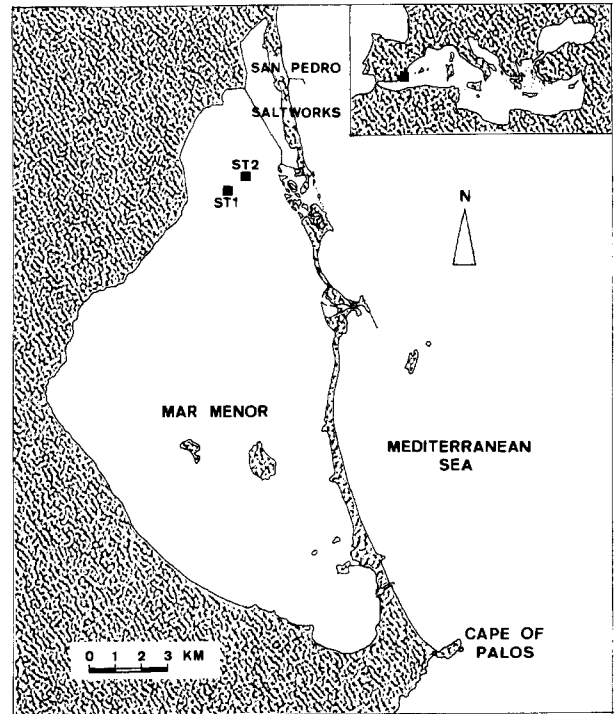 SAN PEDRO
SALTWORKS
ST2
ST1
N
MAR MENOR
MEDITERRANEAN
SEA
CAPE OF
PALOS
0 1 2 3 KM